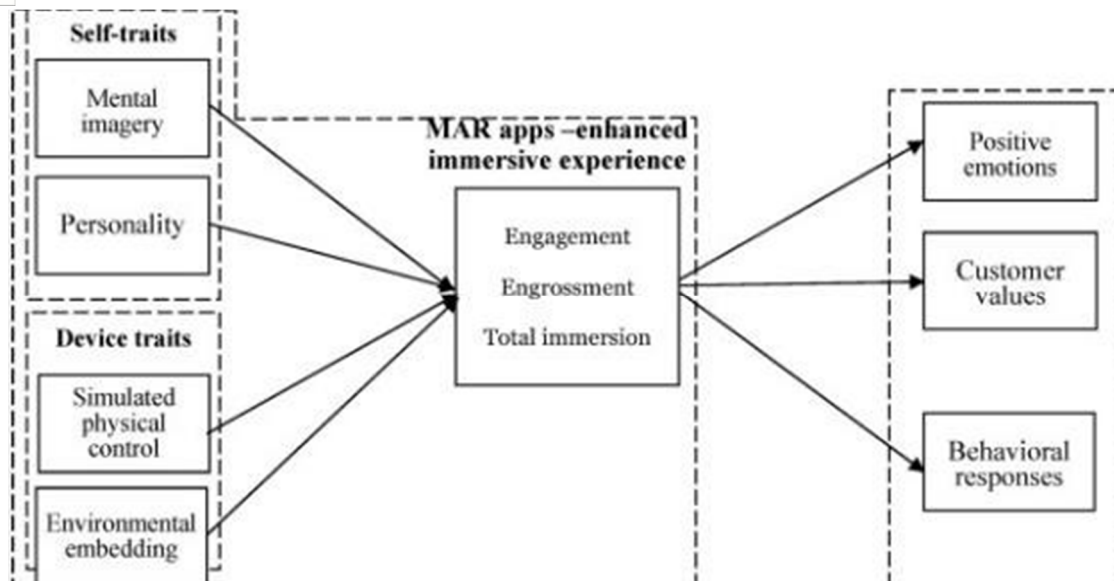 Self-traits
Mental
imagery
Personality
Device traits
Simulated
physical
control
Environmental
embedding
MAR apps –enhanced
immersive experience
Engagement
Engrossment
Total immersion
Positive
emotions
Customer
values
Behavioral
responses